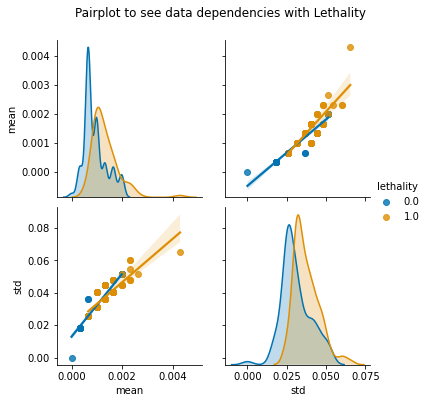 Pairplot to see data dependencies with Lethality
0.004
0.003
0.002
0.001
0.000
mean
lethality
0.0
1.0
0.08
0.06
0.04
0.02
0.00
std
0.000 0.002 0.004
mean
0.000 0.025 0.050 0.075
std